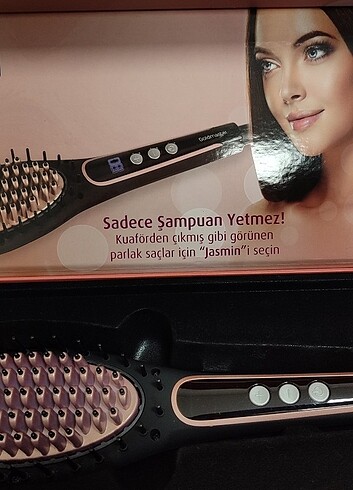 Sadece Şampuan Yetmez!
Kuaförden çıkmış gibi görünen
parlak saçlar için “Jasmin”i seçin